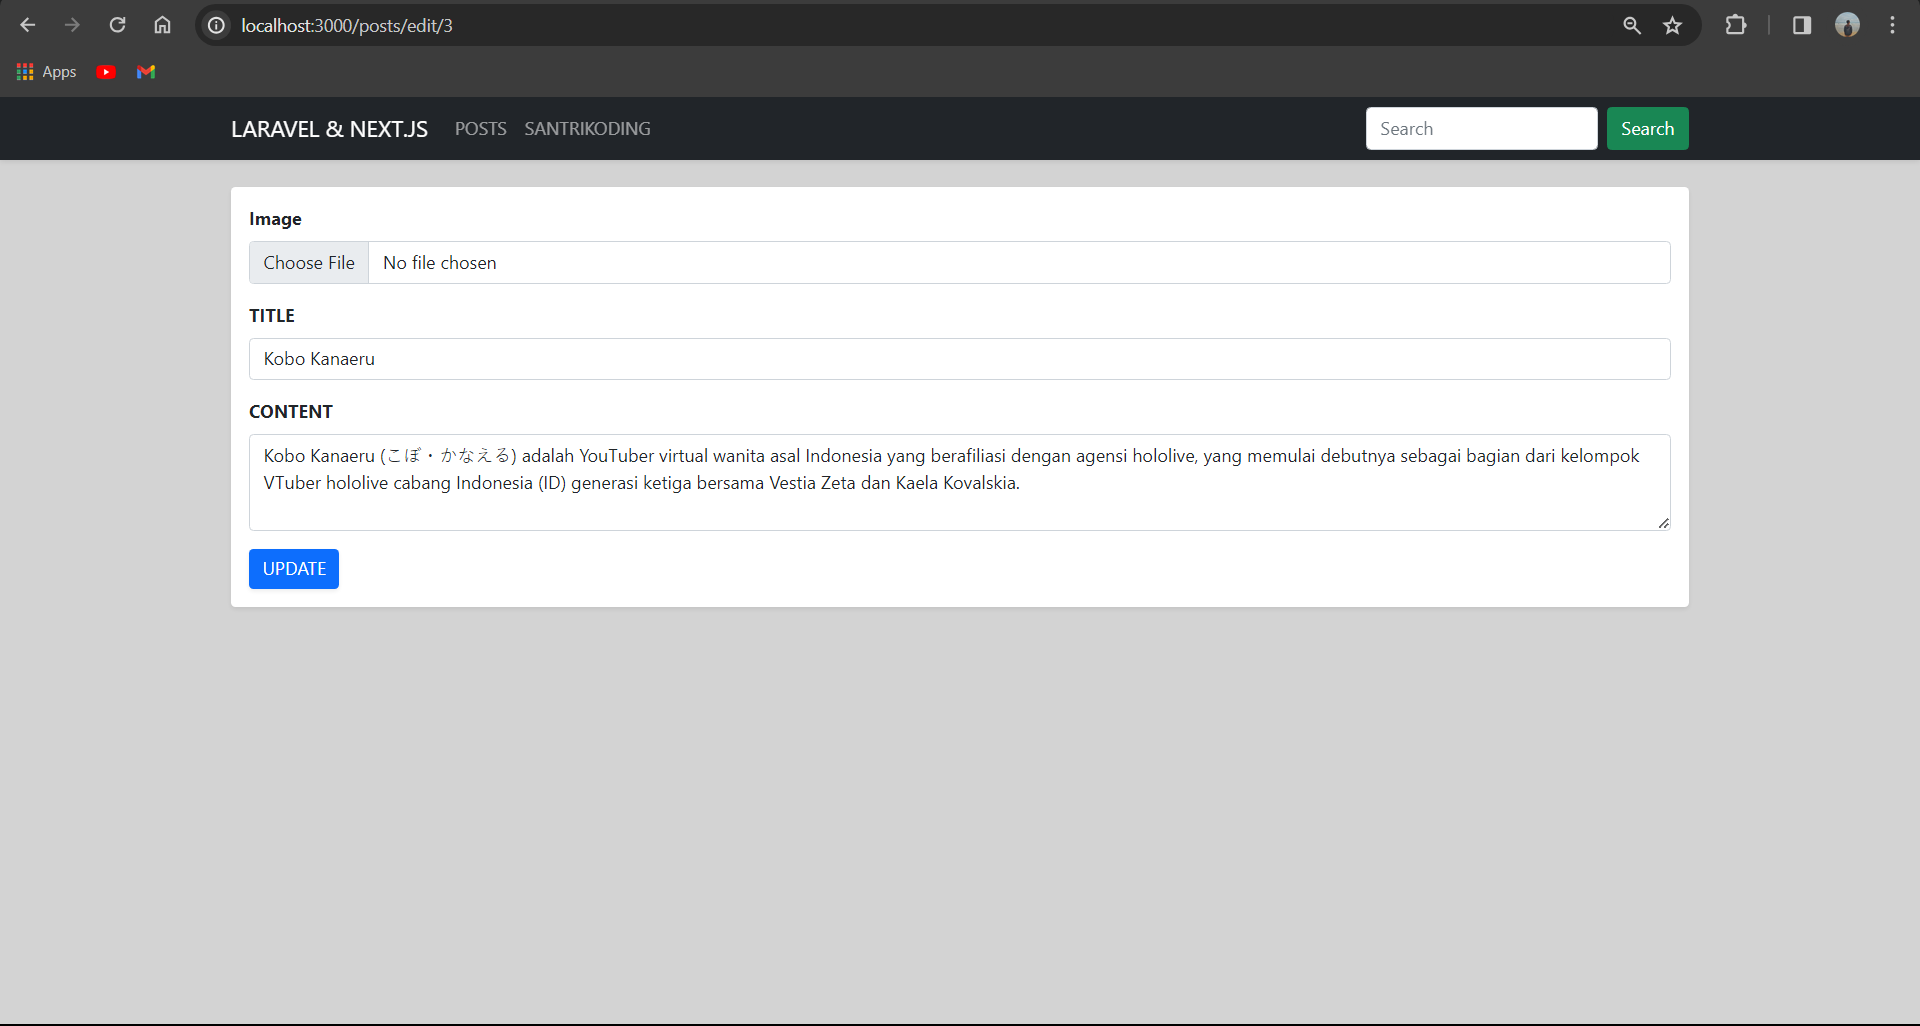 localhost:3000/posts/edit/3
Apps
LARAVEL & NEXT.JS POSTS SANTRIKODING Search Search
Image
Choose File No file chosen
TITLE
Kobo Kanaeru
CONTENT
Kobo Kanaeru (こぼ・かなえる) adalah YouTuber virtual wanita asal Indonesia yang berafiliasi dengan agensi hololive, yang memulai debutnya sebagai bagian dari kelompok
VTuber hololive cabang Indonesia (ID) generasi ketiga bersama Vestia Zeta dan Kaela Kovalskia.
UPDATE